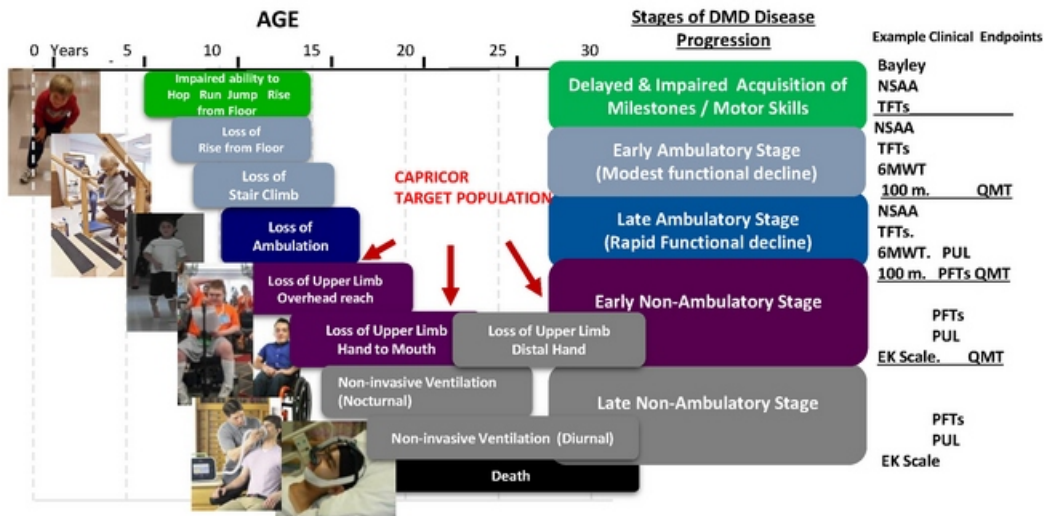 AGE
Stages of DMD Disease
Progression
Example Clinical Endpoints
0 Years 5 10 15 20 25 30
Impaired ability to
Hop Run Jump Rise
from Floor
Loss of
Rise from Floor
Loss of
Stair Climb
Loss of
Ambulation
Loss of Upper Limb
Overhead reach
Loss of Upper Limb
Hand to Mouth
Loss of Upper Limb
Distal Hand
Non-invasive Ventilation
(Nocturnal)
Non-invasive Ventilation (Diurnal)
Death
CAPRICOR
TARGET POPULATION
Delayed & Impaired Acquisition of
Milestones / Motor Skills
Early Ambulatory Stage
(Modest functional decline)
Late Ambulatory Stage
(Rapid Functional decline)
Early Non-Ambulatory Stage
Late Non-Ambulatory Stage
Bayley
NSAA
TFTs
NSAA
TFTs
6MWT
100 m. QMT
NSAA
TFTs.
6MWT. PUL
100 m. PFTs QMT
PFTs
PUL
EK Scale. QMT
PFTs
PUL
EK Scale